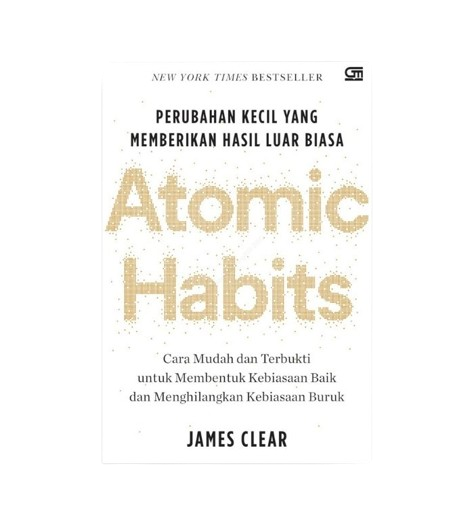 NEW YORK TIMES BESTSELLER
GM
PERUBAHAN KECIL YANG
MEMBERIKAN HASIL LUAR BIASA
Atomic
Habits
Cara Mudah dan Terbukti
untuk Membentuk Kebiasaan Baik
dan Menghilangkan Kebiasaan Buruk
JAMES CLEAR